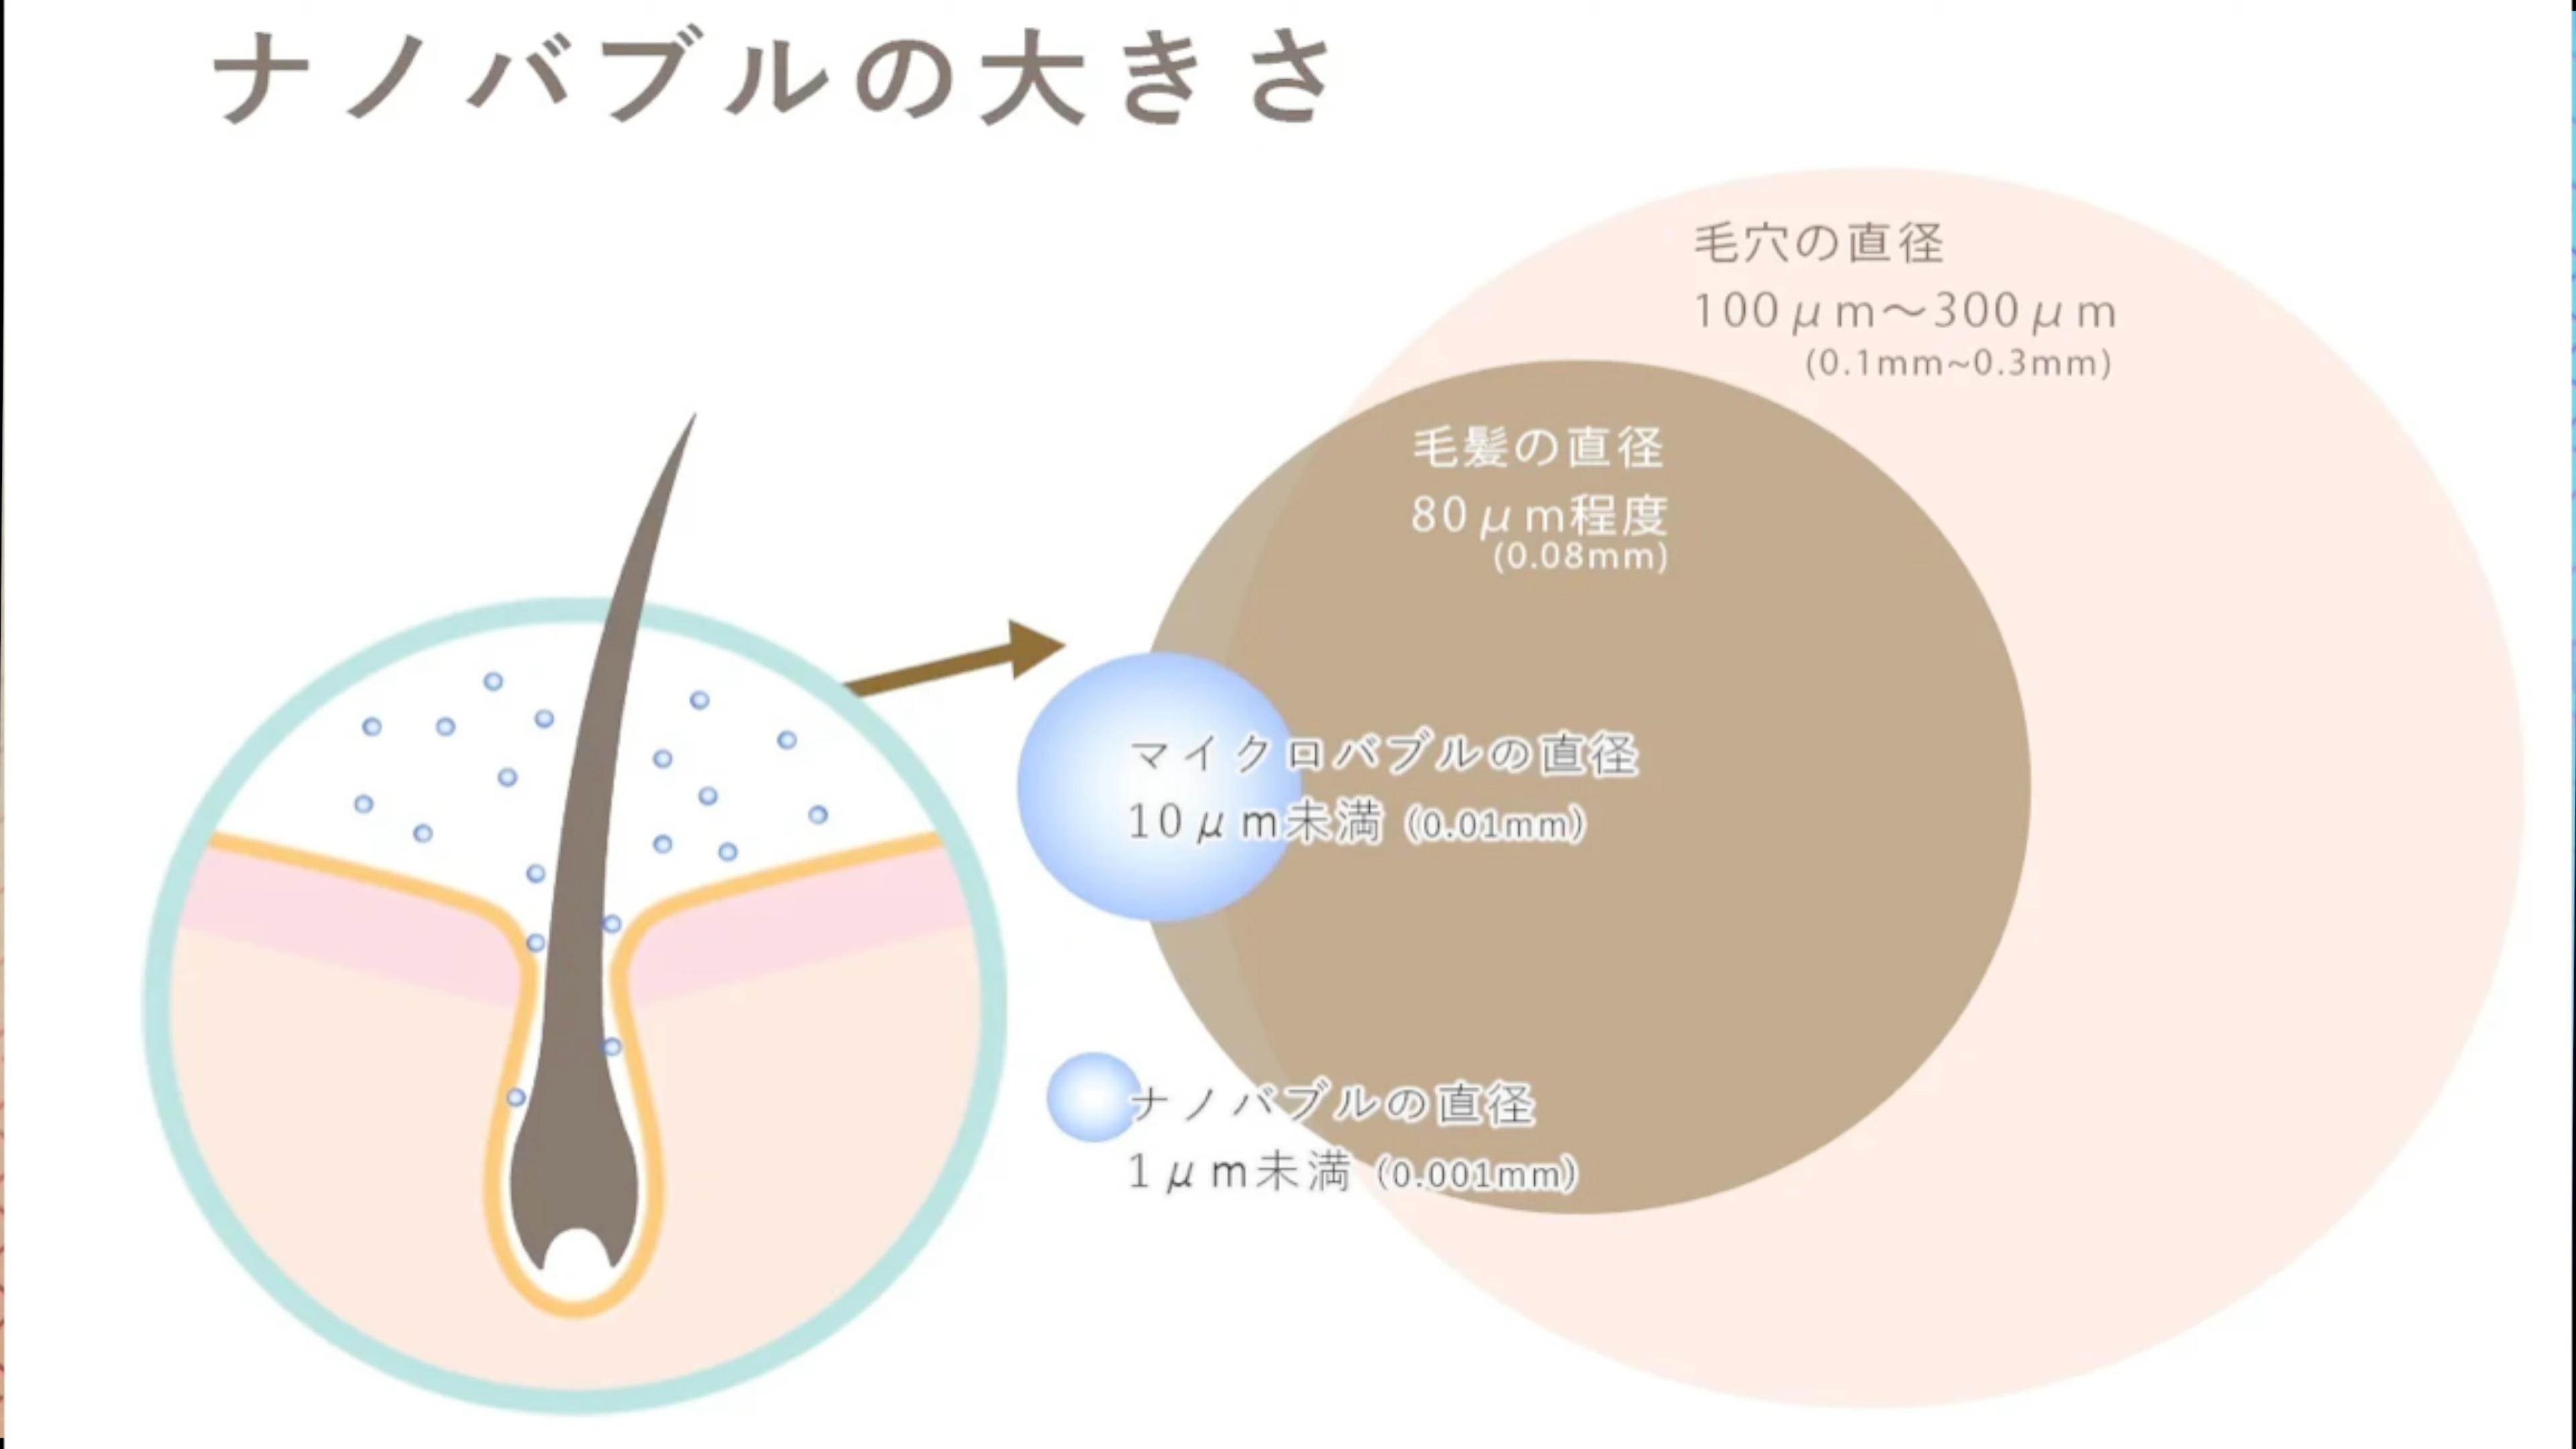 ナノバブルの大きさ
毛穴の直径
100μm～300μm
(0.1mm~0.3mm)
毛髪の直径
80μm程度
(0.08mm)
マイクロバブルの直径
10μm未満 (0.01mm)
ナノバブルの直径
1μm未満 (0.001mm)